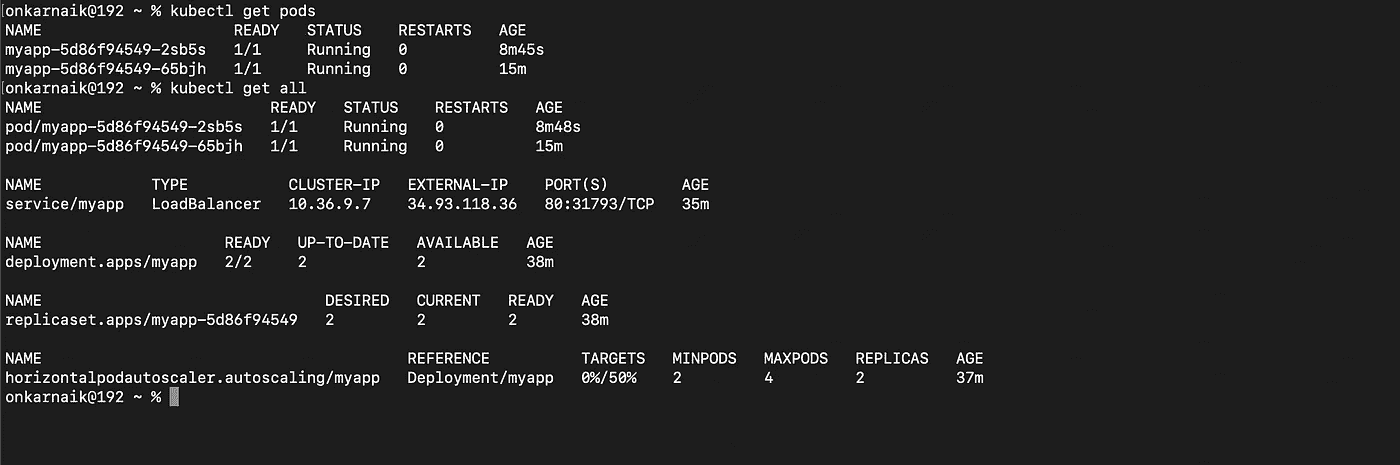 [onkarnaik@192 ~ % kubectl get pods
NAME                     READY   STATUS    RESTARTS   AGE
myapp-5d86f94549-2sb5s   1/1     Running   0          8m45s
myapp-5d86f94549-65bjh   1/1     Running   0          15m
[onkarnaik@192 ~ % kubectl get all
NAME                         READY   STATUS    RESTARTS   AGE
pod/myapp-5d86f94549-2sb5s   1/1     Running   0          8m48s
pod/myapp-5d86f94549-65bjh   1/1     Running   0          15m
NAME            TYPE           CLUSTER-IP   EXTERNAL-IP    PORT(S)        AGE
service/myapp   LoadBalancer   10.36.9.7    34.93.118.36   80:31793/TCP   35m
NAME                    READY   UP-TO-DATE   AVAILABLE   AGE
deployment.apps/myapp   2/2     2            2           38m
NAME                               DESIRED   CURRENT   READY   AGE
replicaset.apps/myapp-5d86f94549   2         2         2       38m
NAME                                        REFERENCE          TARGETS   MINPODS   MAXPODS   REPLICAS   AGE
horizontalpodautoscaler.autoscaling/myapp   Deployment/myapp   0%/50%    2         4         2          37m
onkarnaik@192 ~ %